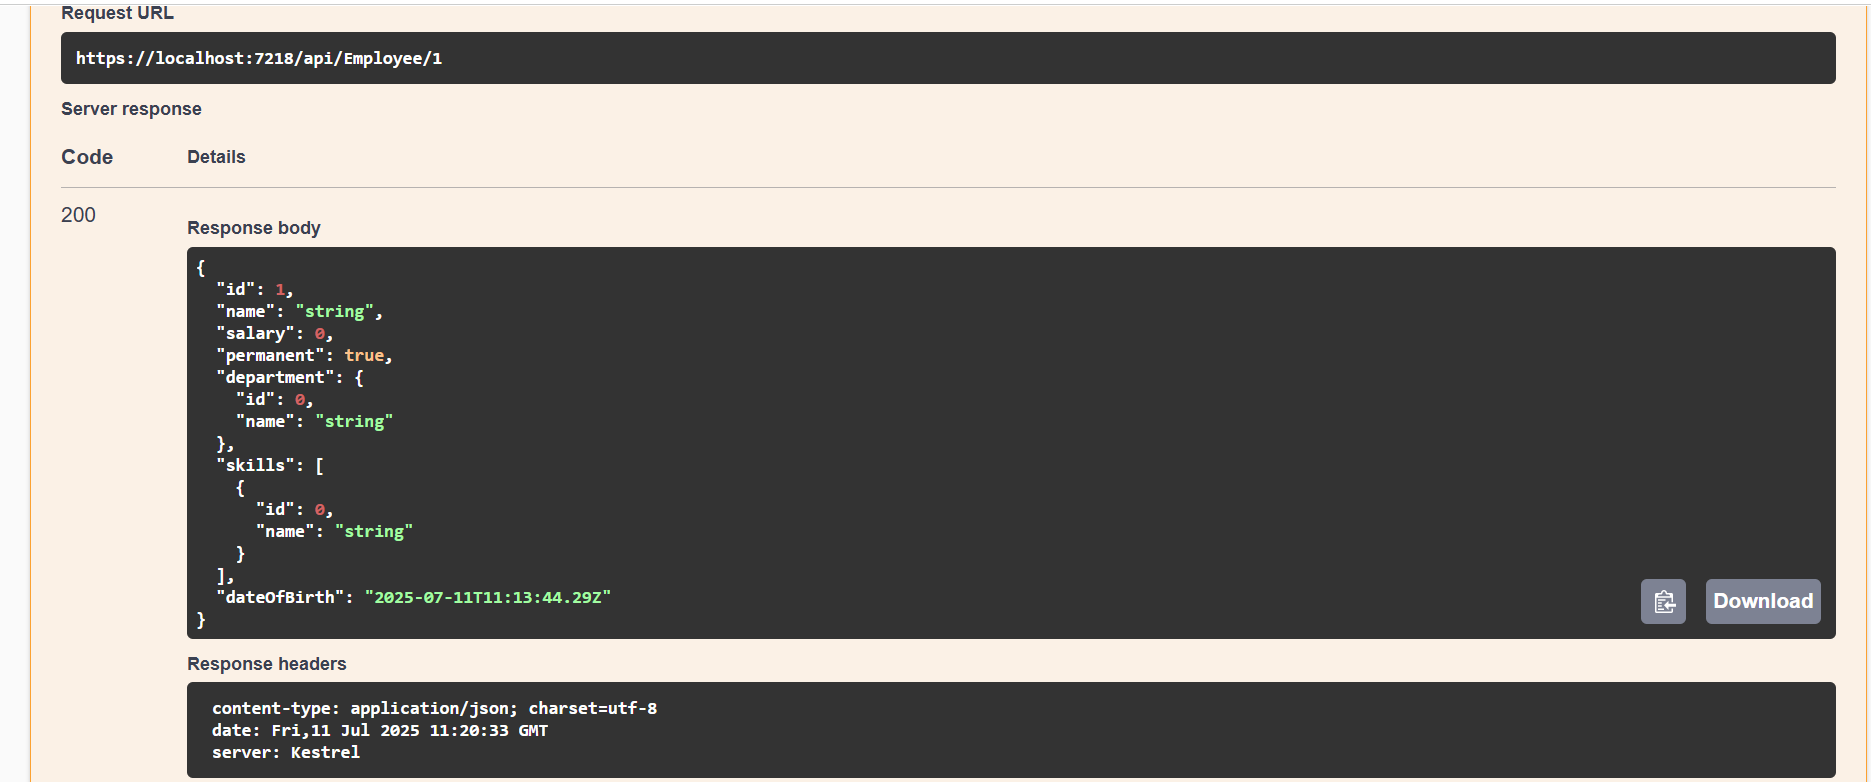 Request URL
https://localhost:7218/api/Employee/1
Server response
Code Details
200
Response body
{
  "id": 1,
  "name": "string",
  "salary": 0,
  "permanent": true,
  "department": {
    "id": 0,
    "name": "string"
  },
  "skills": [
    {
      "id": 0,
      "name": "string"
    }
  ],
  "dateOfBirth": "2025-07-11T11:13:44.29Z"
}
Download
Response headers
content-type: application/json; charset=utf-8
date: Fri,11 Jul 2025 11:20:33 GMT
server: Kestrel